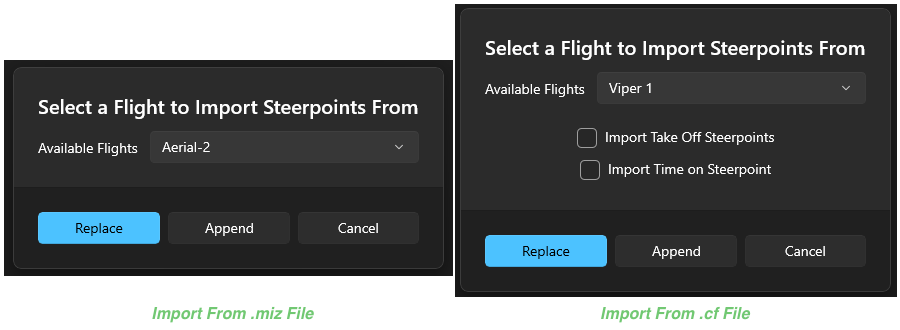 Select a Flight to Import Steerpoints From
Available Flights Aerial-2
Replace Append Cancel
Import From .miz File
Select a Flight to Import Steerpoints From
Available Flights Viper 1
Import Take Off Steerpoints
Import Time on Steerpoint
Replace Append Cancel
Import From .cf File